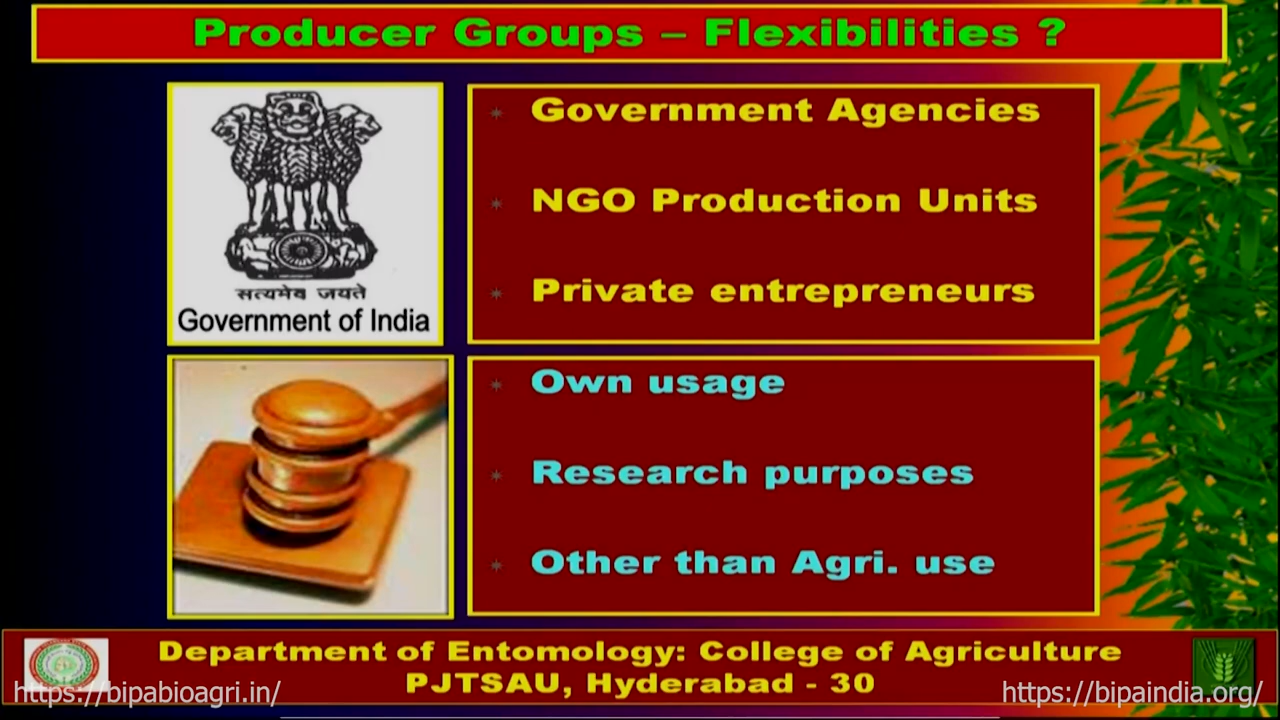 Producer Groups – Flexibilities ?
सत्यमेव जयते
Government of India
Government Agencies
NGO Production Units
Private entrepreneurs
Own usage
Research purposes
Other than Agri. use
Department of Entomology: College of Agriculture
PJTSAU, Hyderabad - 30
https://bipabioagri.in/
https://bipaindia.org/